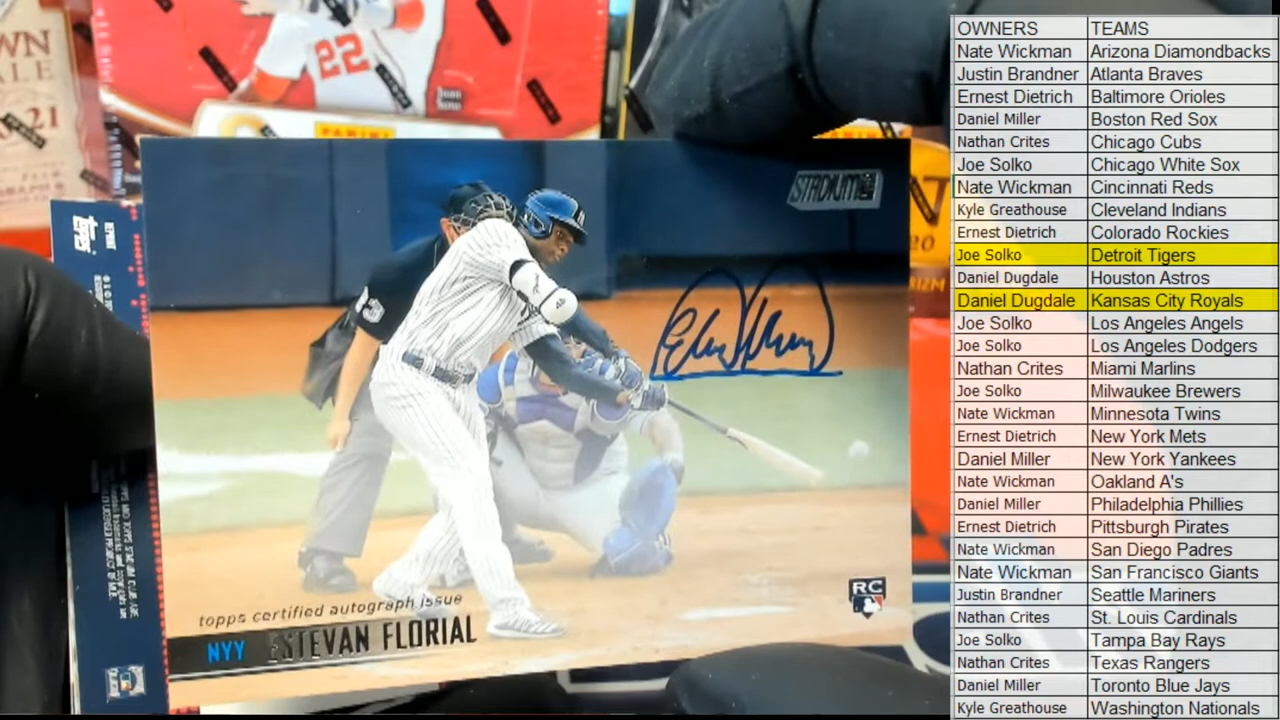 OWNERS TEAMS
Nate Wickman Arizona Diamondbacks
Justin Brandner Atlanta Braves
Ernest Dietrich Baltimore Orioles
Daniel Miller Boston Red Sox
Nathan Crites Chicago Cubs
Joe Solko Chicago White Sox
Nate Wickman Cincinnati Reds
Kyle Greathouse Cleveland Indians
Ernest Dietrich Colorado Rockies
Joe Solko Detroit Tigers
Daniel Dugdale Houston Astros
Daniel Dugdale Kansas City Royals
Joe Solko Los Angeles Angels
Joe Solko Los Angeles Dodgers
Nathan Crites Miami Marlins
Joe Solko Milwaukee Brewers
Nate Wickman Minnesota Twins
Ernest Dietrich New York Mets
Daniel Miller New York Yankees
Nate Wickman Oakland A's
Daniel Miller Philadelphia Phillies
Ernest Dietrich Pittsburgh Pirates
Nate Wickman San Diego Padres
Nate Wickman San Francisco Giants
Justin Brandner Seattle Mariners
Nathan Crites St. Louis Cardinals
Joe Solko Tampa Bay Rays
Nathan Crites Texas Rangers
Daniel Miller Toronto Blue Jays
Kyle Greathouse Washington Nationals
22
Juan Soto
PANINI
STADIUM
topps
RC
topps certified autograph issue
NYY ESTEVAN FLORIAL